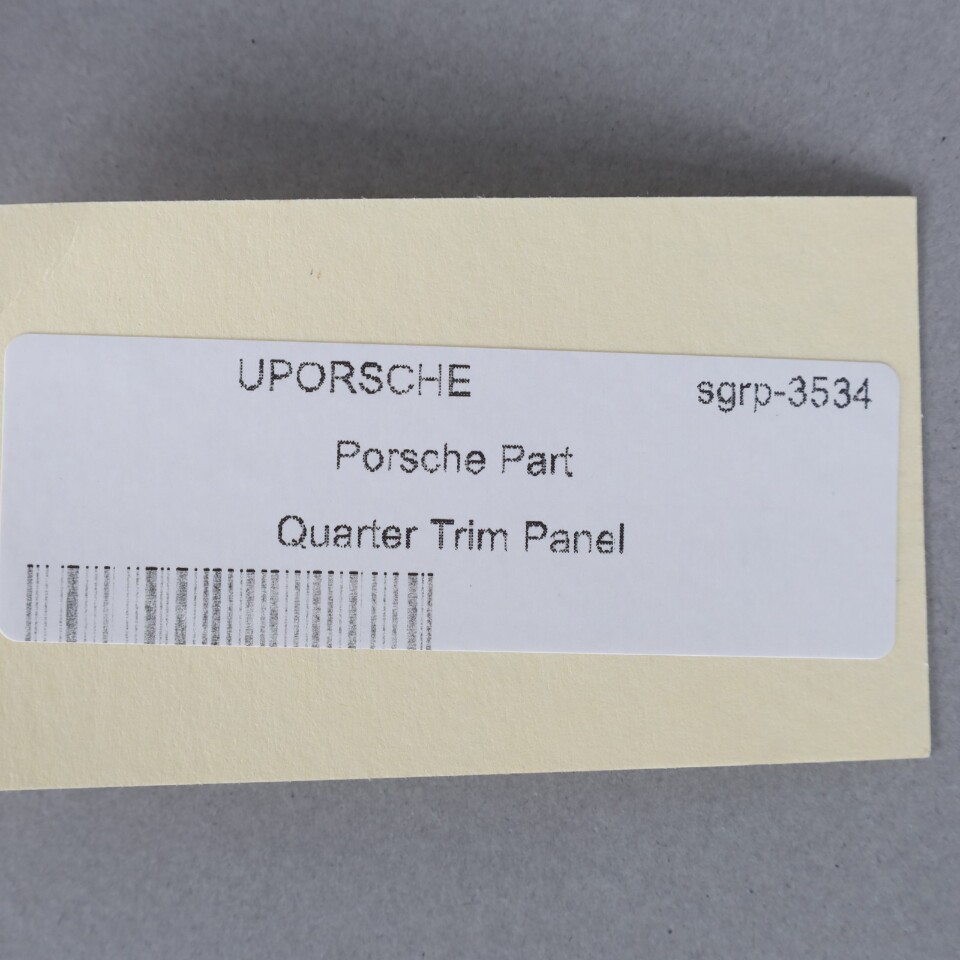 UPORSCHE sgrp-3534
Porsche Part
Quarter Trim Panel